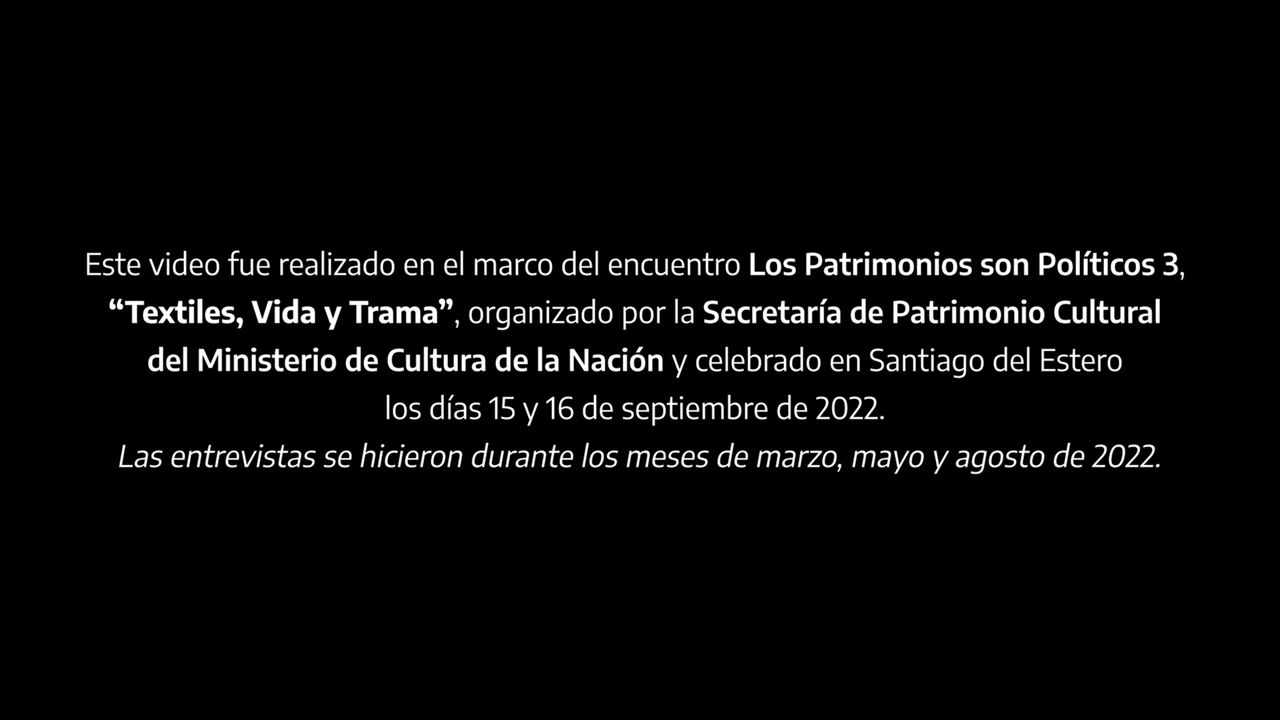 Este video fue realizado en el marco del encuentro Los Patrimonios son Políticos 3,
“Textiles, Vida y Trama”, organizado por la Secretaría de Patrimonio Cultural
del Ministerio de Cultura de la Nación y celebrado en Santiago del Estero
los días 15 y 16 de septiembre de 2022.
Las entrevistas se hicieron durante los meses de marzo, mayo y agosto de 2022.